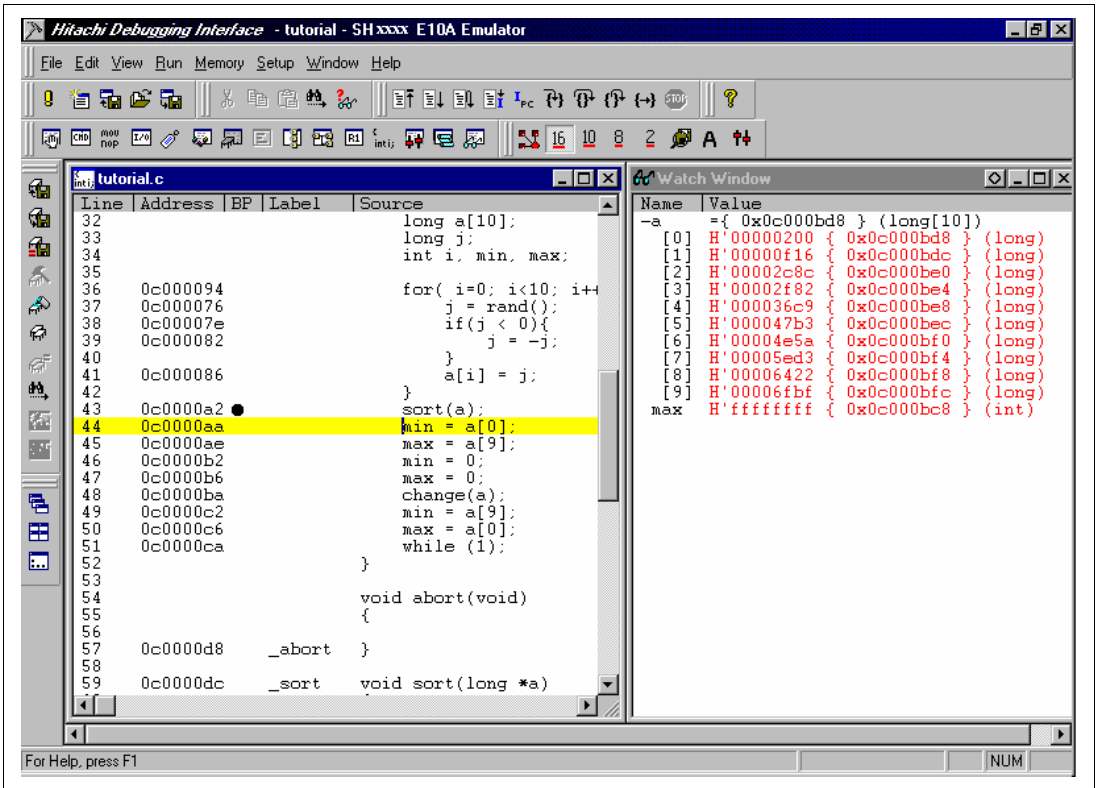 Hitachi Debugging Interface - tutorial - SHxxxx E10A Emulator
File Edit View Run Memory Setup Window Help
tutorial.c
Line Address BP Label Source
32 long a[10];
33 long j;
34 int i, min, max;
35
36 0c000094 for( i=0; i<10; i++
37 0c000076 j = rand();
38 0c00007e if(j < 0){
39 0c000082 j = -j;
40 }
41 0c000086 a[i] = j;
42 }
43 0c0000a2 ● sort(a);
44 0c0000aa min = a[0];
45 0c0000ae max = a[9];
46 0c0000b2 min = 0;
47 0c0000b6 max = 0;
48 0c0000ba change(a);
49 0c0000c2 min = a[9];
50 0c0000c6 max = a[0];
51 0c0000ca while (1);
52 }
53
54 void abort(void)
55 {
56
57 0c0000d8 _abort }
58
59 0c0000dc _sort void sort(long *a)
Watch Window
Name Value
-a ={ 0x0c000bd8 } (long[10])
[0] H'00000200 { 0x0c000bd8 } (long)
[1] H'00000f16 { 0x0c000bdc } (long)
[2] H'00002c8c { 0x0c000be0 } (long)
[3] H'00002f82 { 0x0c000be4 } (long)
[4] H'000036c9 { 0x0c000be8 } (long)
[5] H'000047b3 { 0x0c000bec } (long)
[6] H'00004e5a { 0x0c000bf0 } (long)
[7] H'00005ed3 { 0x0c000bf4 } (long)
[8] H'00006422 { 0x0c000bf8 } (long)
[9] H'00006fbf { 0x0c000bfc } (long)
max H'ffffffff { 0x0c000bc8 } (int)
For Help, press F1
NUM